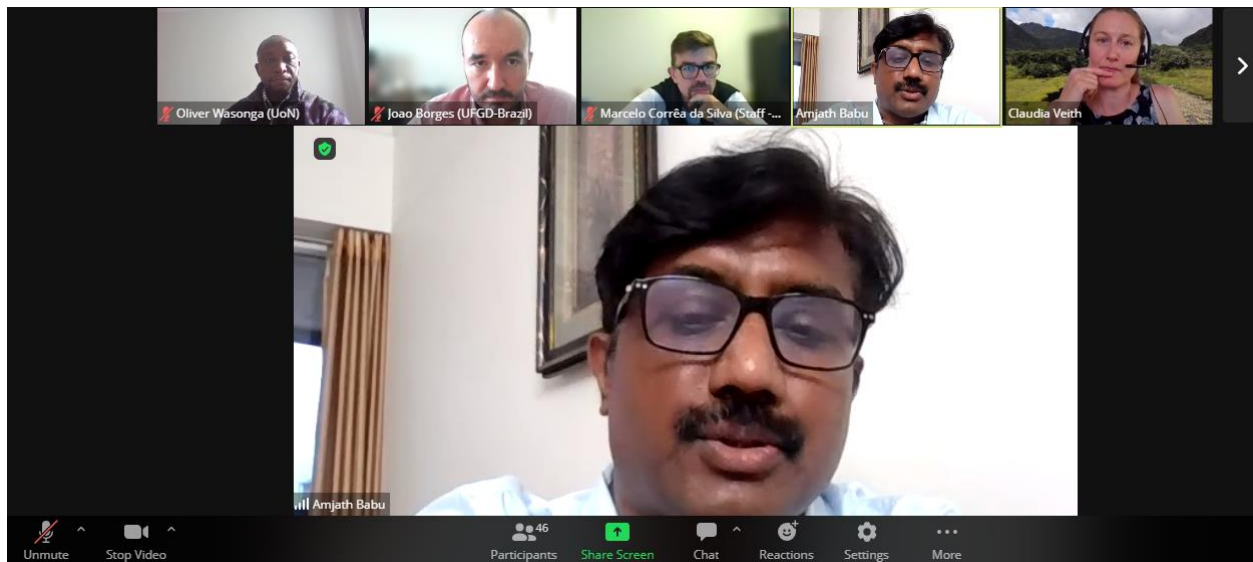 Oliver Wasonga (UoN)
Joao Borges (UFGD-Brazil)
Marcelo Corrêa da Silva (Staff -...
Amjath Babu
Claudia Veith
Amjath Babu
46
Unmute
Stop Video
Participants
Share Screen
Chat
Reactions
Settings
More